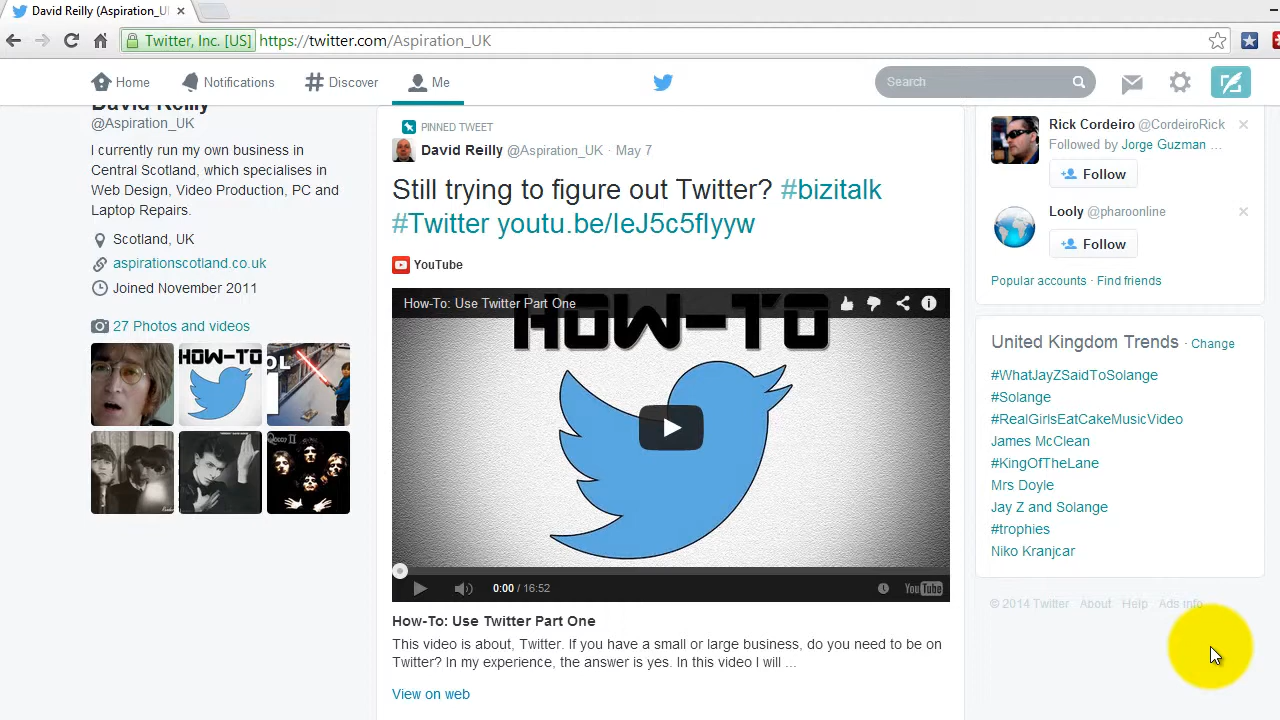 David Reilly (Aspiration_U
Twitter, Inc. [US] https://twitter.com/Aspiration_UK
Home Notifications Discover Me Search
David Reilly
@Aspiration_UK
I currently run my own business in
Central Scotland, which specialises in
Web Design, Video Production, PC and
Laptop Repairs.
Scotland, UK
aspirationscotland.co.uk
Joined November 2011
27 Photos and videos
HOW-TO
OL
QUEEN II
PINNED TWEET
David Reilly @Aspiration_UK · May 7
Still trying to figure out Twitter? #bizitalk
#Twitter youtu.be/IeJ5c5fIyyw
YouTube
How-To: Use Twitter Part One
HOW-TO
0:00 / 16:52
YouTube
How-To: Use Twitter Part One
This video is about, Twitter. If you have a small or large business, do you need to be on
Twitter? In my experience, the answer is yes. In this video I will ...
View on web
Rick Cordeiro @CordeiroRick
Followed by Jorge Guzman ...
Follow
Looly @pharoonline
Follow
Popular accounts · Find friends
United Kingdom Trends · Change
#WhatJayZSaidToSolange
#Solange
#RealGirlsEatCakeMusicVideo
James McClean
#KingOfTheLane
Mrs Doyle
Jay Z and Solange
#trophies
Niko Kranjcar
© 2014 Twitter About Help Ads info